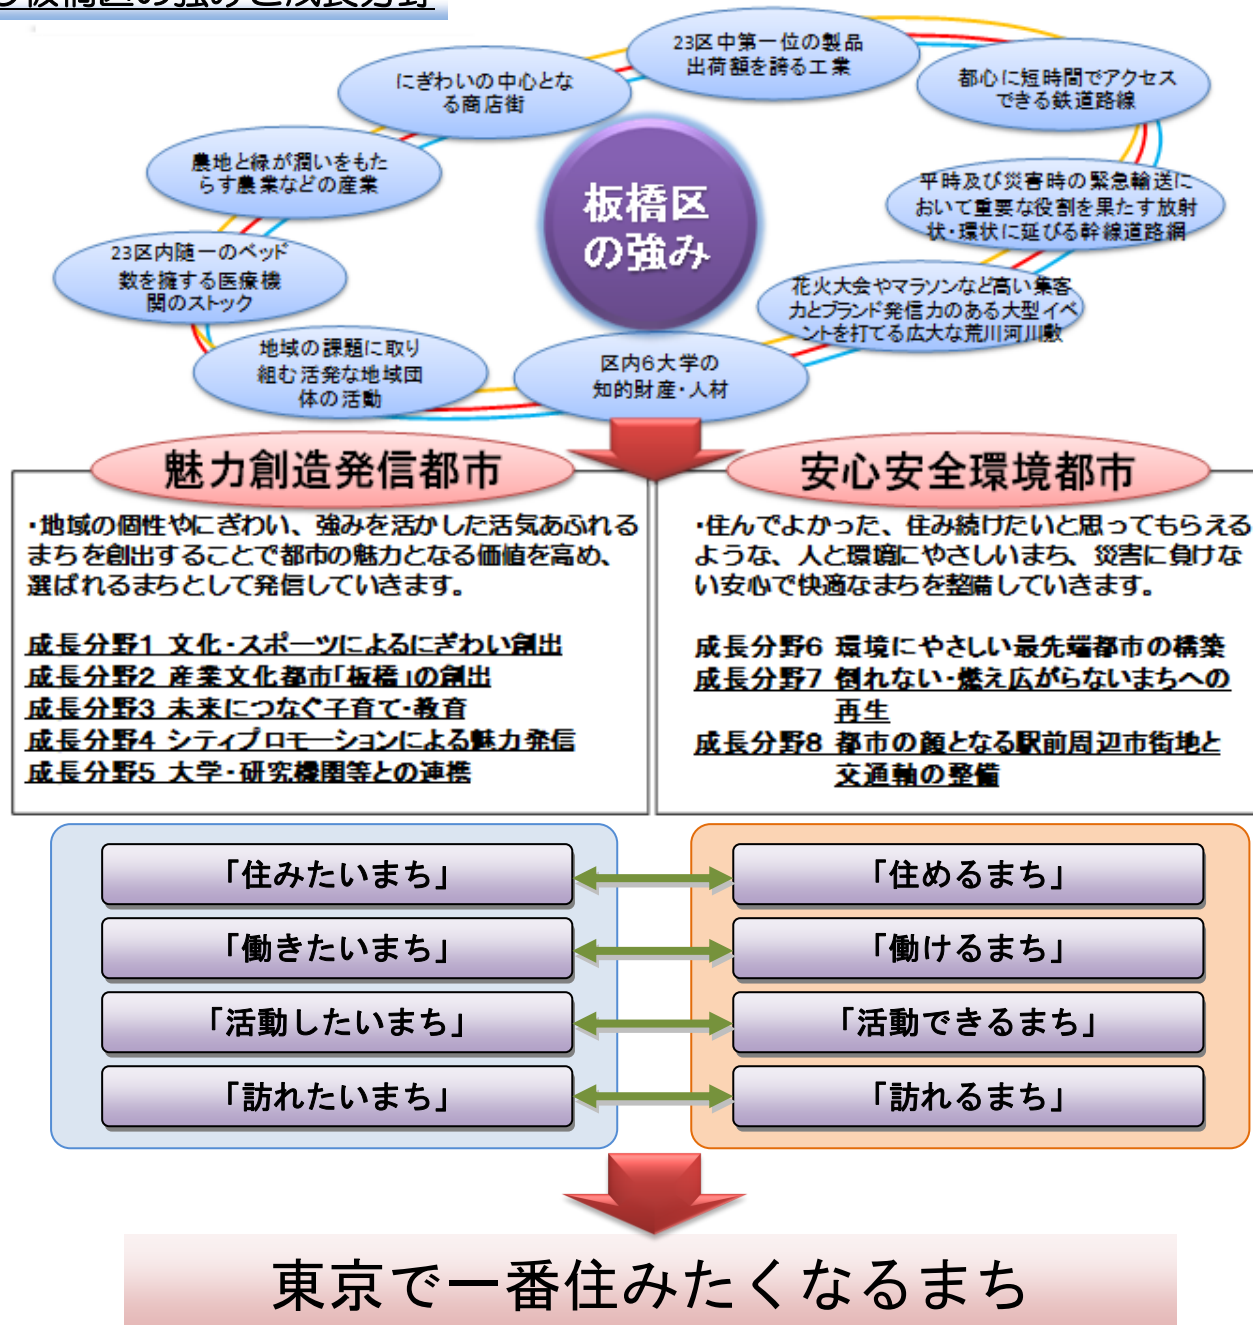 板橋区の強みと成長分野
23区中第一位の製品
出荷額を誇る工業
にぎわいの中心とな
る商店街
都心に短時間でアクセス
できる鉄道路線
農地と緑が潤いをもた
らす農業などの産業
板橋区
の強み
平時及び災害時の緊急輸送に
おいて重要な役割を果たす放射
状・環状に延びる幹線道路網
23区内随一のベッド
数を擁する医療機
関のストック
花火大会やマラソンなど高い集客
力とブランド発信力のある大型イベ
ントを打てる広大な荒川河川敷
地域の課題に取り
組む活発な地域団
体の活動
区内6大学の
知的財産・人材
魅力創造発信都市
・地域の個性やにぎわい、強みを活かした活気あふれる
まちを創出することで都市の魅力となる価値を高め、
選ばれるまちとして発信していきます。
成長分野1 文化・スポーツによるにぎわい創出
成長分野2 産業文化都市「板橋」の創出
成長分野3 未来につなぐ子育て・教育
成長分野4 シティプロモーションによる魅力発信
成長分野5 大学・研究機関等との連携
安心安全環境都市
・住んでよかった、住み続けたいと思ってもらえる
ような、人と環境にやさしいまち、災害に負けな
い安心で快適なまちを整備していきます。
成長分野6 環境にやさしい最先端都市の構築
成長分野7 倒れない・燃え広がらないまちへの
再生
成長分野8 都市の顔となる駅前周辺市街地と
交通軸の整備
「住みたいまち」
「住めるまち」
「働きたいまち」
「働けるまち」
「活動したいまち」
「活動できるまち」
「訪れたいまち」
「訪れるまち」
東京で一番住みたくなるまち